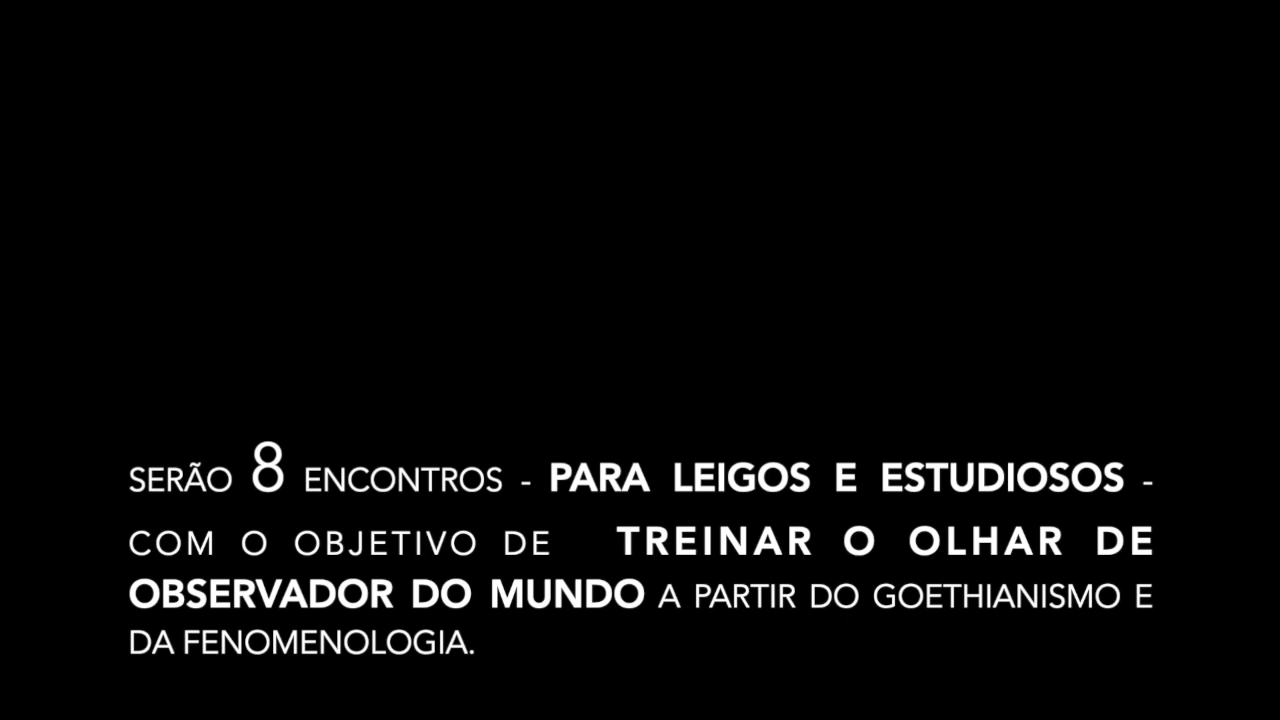 SERÃO 8 ENCONTROS - PARA LEIGOS E ESTUDIOSOS -
COM O OBJETIVO DE TREINAR O OLHAR DE
OBSERVADOR DO MUNDO A PARTIR DO GOETHIANISMO E
DA FENOMENOLOGIA.